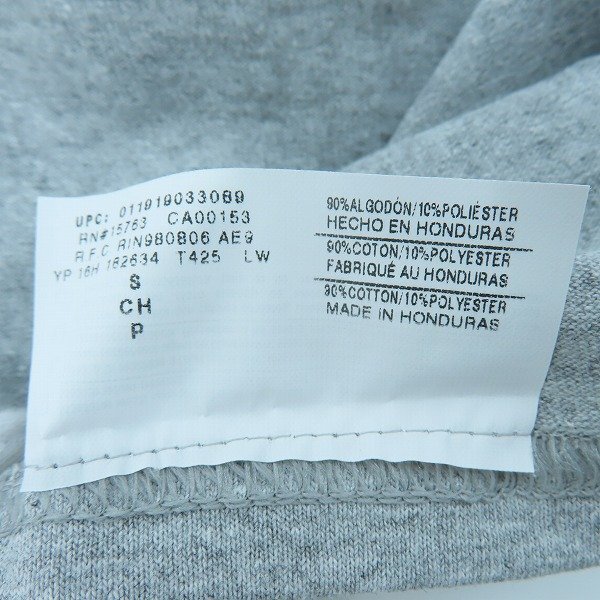 UPC: 011919033089
RN#15763 CA00153
R.F.C R/N980806 AE9
YP 16H 162634 T425 LW
S
CH
P
90%ALGODÓN/10%POLIÉSTER
HECHO EN HONDURAS
90%COTON/10%POLYESTER
FABRIQUÉ AU HONDURAS
90%COTTON/10%POLYESTER
MADE IN HONDURAS